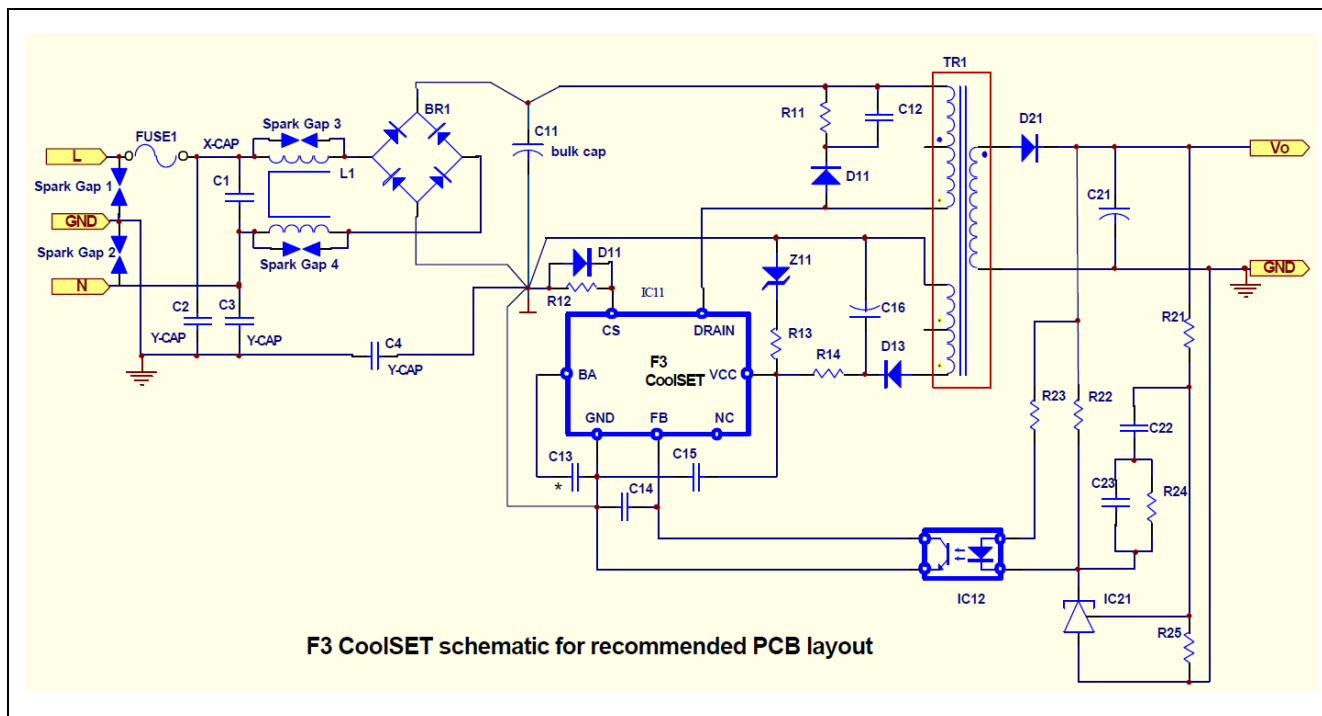 TR1
BR1
R11
C12
D21
FUSE1
Spark Gap 3
X-CAP
C11
bulk cap
L
Vo
Spark Gap 1
C1
L1
D11
C21
GND
Spark Gap 2
Spark Gap 4
D11
Z11
GND
N
R12
IC11
C16
C2
C3
CS
DRAIN
R13
R21
Y-CAP
Y-CAP
C4
Y-CAP
F3
CoolSET
R14
D13
BA
VCC
R23
R22
GND
FB
NC
C22
C13
C15
*
C14
C23
R24
IC12
IC21
R25
F3 CoolSET schematic for recommended PCB layout